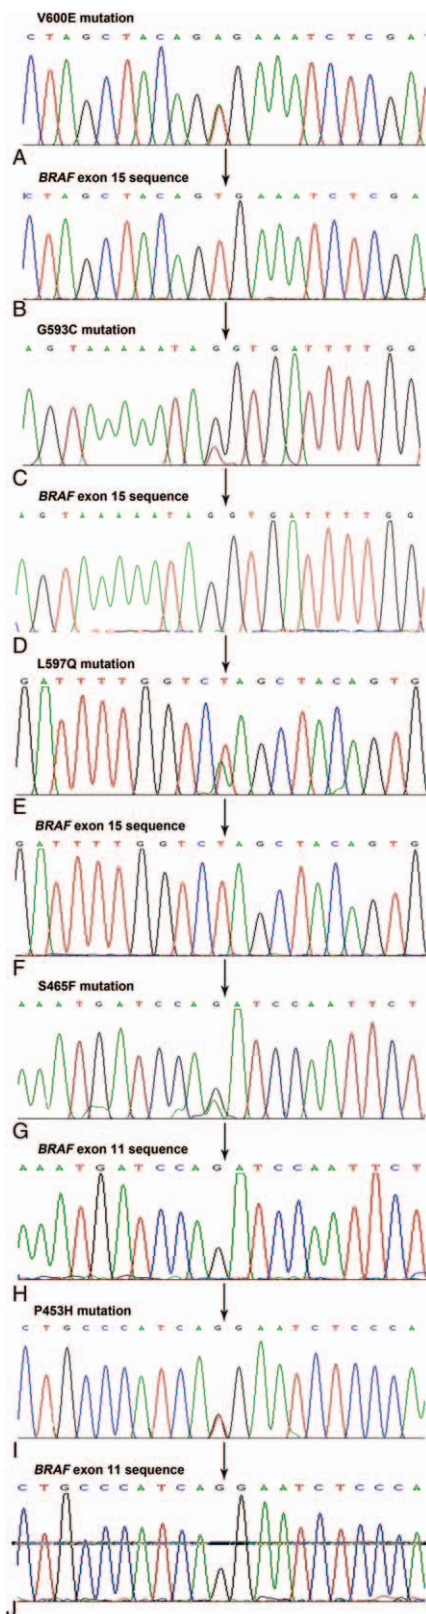 V600E mutation
C T A G C T A C A G A G A A A T C T C G A T
A
BRAF exon 15 sequence
C T A G C T A C A G T G A A A T C T C G A
B
G593C mutation
A G T A A A A A T A G G T G A T T T T G G
C
BRAF exon 15 sequence
A G T A A A A A T A G G T G A T T T T G G
D
L597Q mutation
G A T T T T G G T C T A G C T A C A G T G
E
BRAF exon 15 sequence
G A T T T T G G T C T A G C T A C A G T G
F
S465F mutation
A A A T G A T C C A G A T C C A A T T C T
G
BRAF exon 11 sequence
A A A T G A T C C A G A T C C A A T T C T
H
P453H mutation
C T G C C C A T C A G G A A T C T C C C A
I
BRAF exon 11 sequence
C T G C C C A T C A G G A A T C T C C C A
J